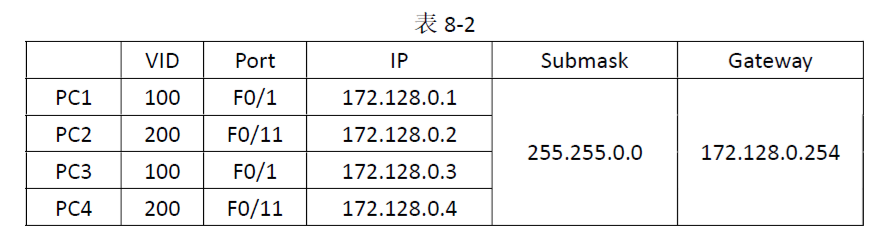 表 8-2
VID Port IP Submask Gateway
PC1 100 F0/1 172.128.0.1 255.255.0.0 172.128.0.254
PC2 200 F0/11 172.128.0.2
PC3 100 F0/1 172.128.0.3
PC4 200 F0/11 172.128.0.4